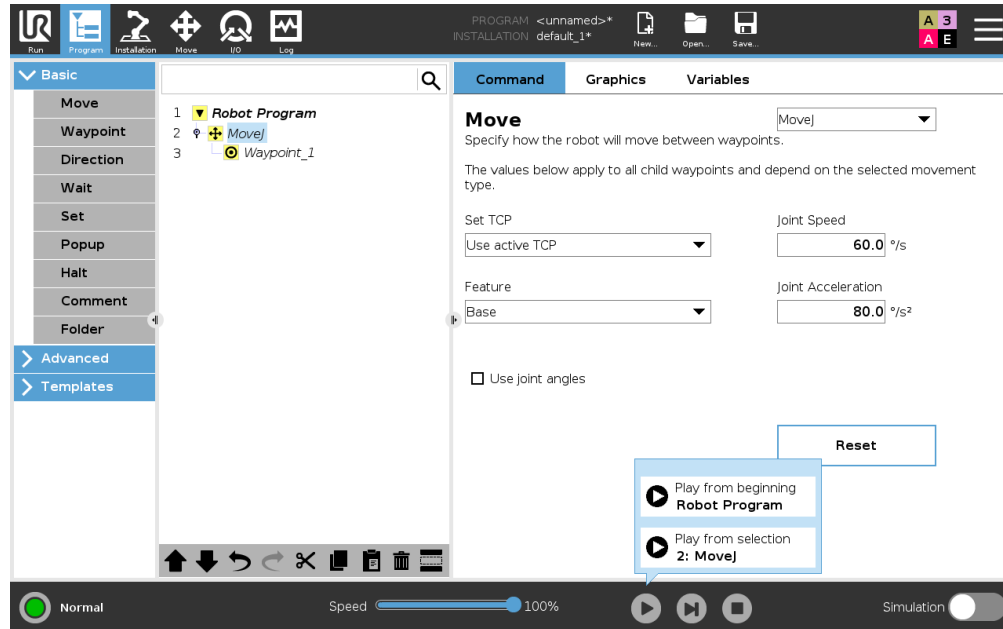 PROGRAM <unnamed>*
INSTALLATION default_1*
UR
Run
Program
Installation
Move
I/O
Log
New...
Open...
Save...
A 3
A E
Basic
Move
Waypoint
Direction
Wait
Set
Popup
Halt
Comment
Folder
Advanced
Templates
1 Robot Program
2 MoveJ
3 Waypoint_1
Command Graphics Variables
Move
MoveJ
Specify how the robot will move between waypoints.
The values below apply to all child waypoints and depend on the selected movement
type.
Set TCP
Joint Speed
Use active TCP
60.0 °/s
Feature
Joint Acceleration
Base
80.0 °/s²
Use joint angles
Reset
Play from beginning
Robot Program
Play from selection
2: MoveJ
Normal
Speed 100%
Simulation